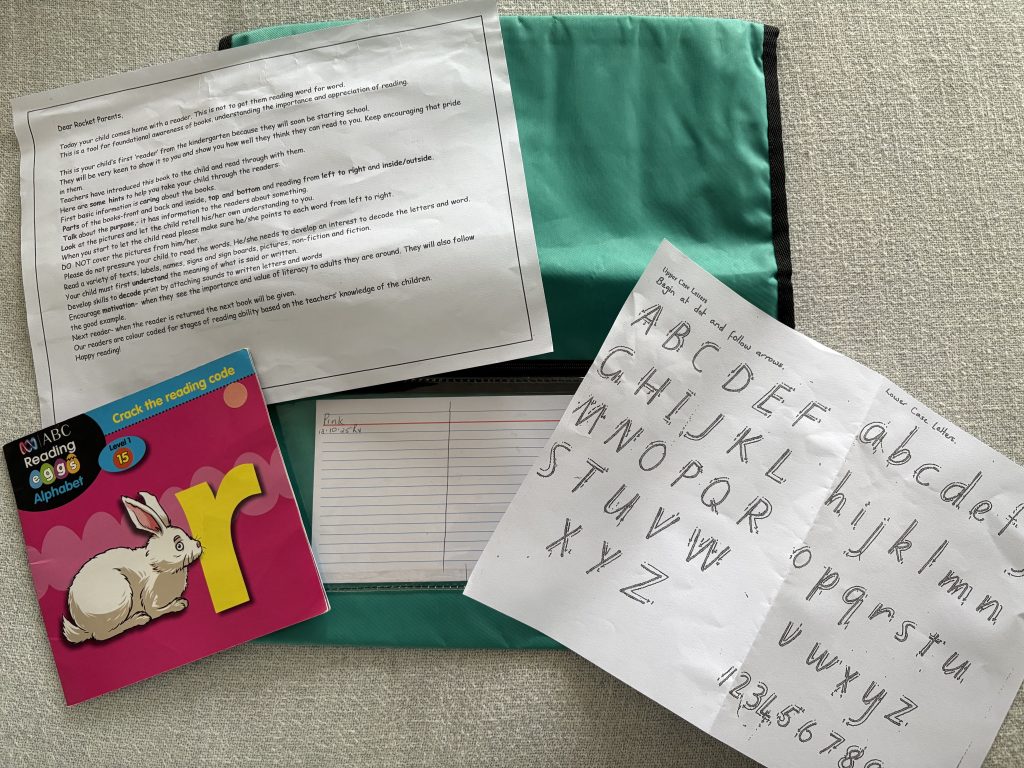 Dear Rocket Parents,
Today your child comes home with a reader. This is not to get them reading word for word.
This is a tool for foundational awareness of books, understanding the importance and appreciation of reading.
This is your child's first 'reader' from the kindergarten because they will soon be starting school.
They will be very keen to show it to you and show you how well they think they can read to you. Keep encouraging that pride
in them.
Teachers have introduced this book to the child and read through with them.
Here are some hints to help you take your child through the readers:
First basic information is caring about the books.
Parts of the books-front and back and inside, top and bottom and reading from left to right and inside/outside.
Talk about the purpose,- it has information to the readers about something.
Look at the pictures and let the child retell his/her own understanding to you.
When you start to let the child read please make sure he/she points to each word from left to right.
DO NOT cover the pictures from him/her.
Please do not pressure your child to read the words. He/she needs to develop an interest to decode the letters and word.
Read a variety of texts, labels, names, signs and sign boards, pictures, non-fiction and fiction.
Your child must first understand the meaning of what is said or written.
Develop skills to decode print by attaching sounds to written letters and words
Encourage motivation- when they see the importance and value of literacy to adults they are around. They will also follow
the good example.
Next reader- when the reader is returned the next book will be given.
Our readers are colour coded for stages of reading ability based on the teachers' knowledge of the children.
Happy reading!
Crack the reading code
ABC
Reading
eggs
Alphabet
Level 1
15
r
Pink
Upper Case Letters
Begin at dot and follow arrows.
A B C D E F
G H I J K L
M N O P Q R
S T U V W
X Y Z
Lower Case Letters.
a b c d e f
h i j k l m n
o p q r s t u
v w x y z
1 2 3 4 5 6 7 8 9